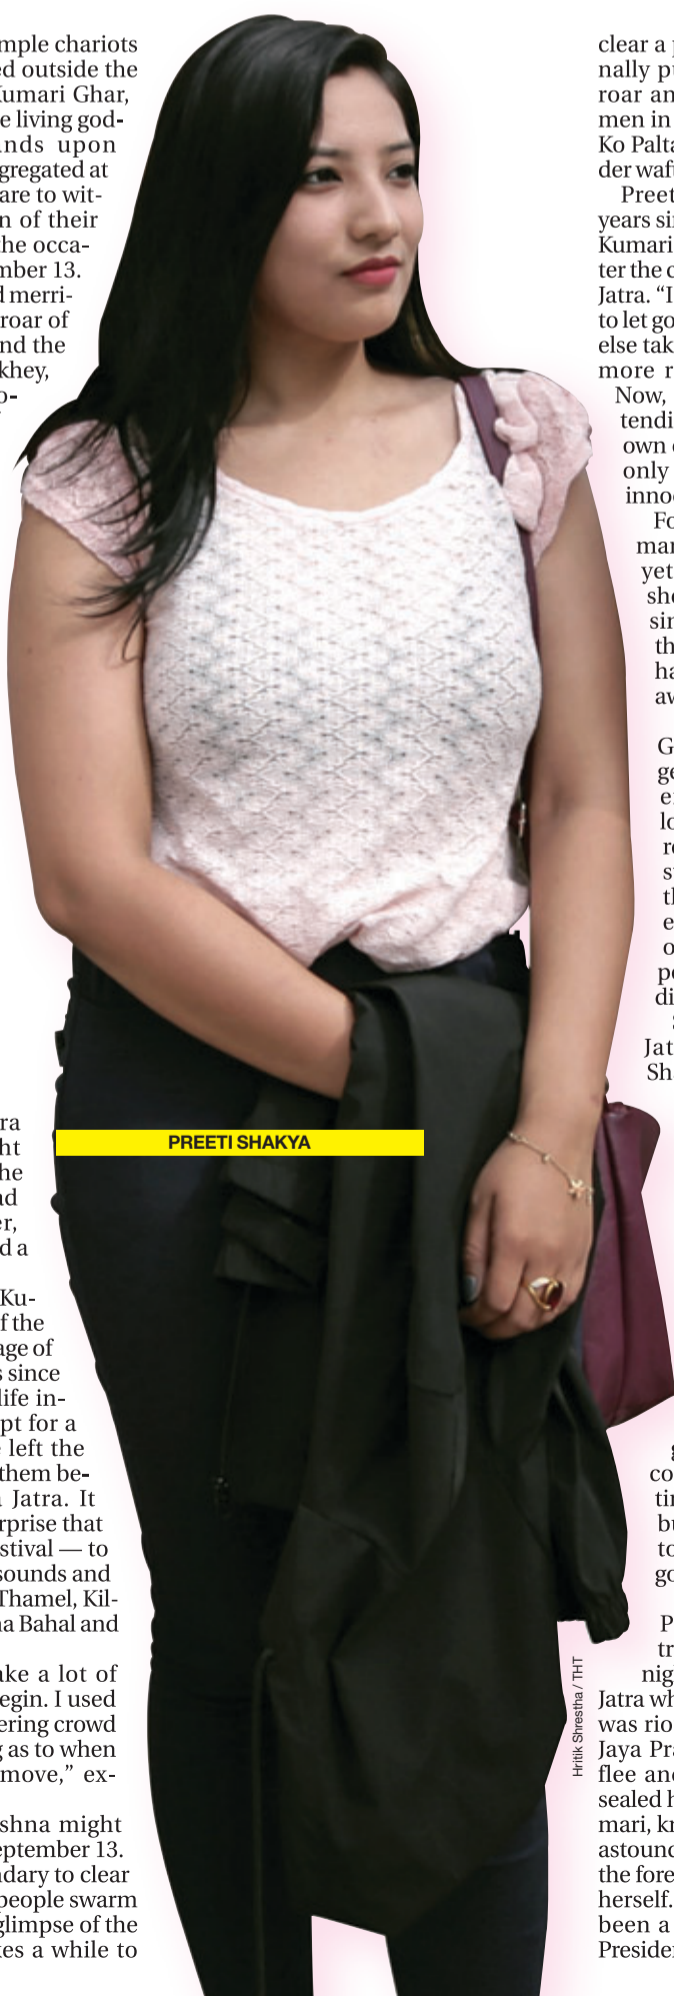 mple chariots
ed outside the
Kumari Ghar,
e living god-
ands upon
gregated at
are to wit-
n of their
the occa-
mber 13.
d merri-
roar of
nd the
khey,
o-
ra
ht
he
ad
er,
d a
Ku-
f the
age of
s since
life in-
pt for a
e left the
them be-
a Jatra. It
rprise that
stival — to
sounds and
Thamel, Kil-
na Bahal and
ake a lot of
egin. I used
ering crowd
g as to when
move,” ex-
shna might
eptember 13.
ndary to clear
people swarm
glimpse of the
kes a while to
PREETI SHAKYA
Hritik Shrestha / THT
clear a p
nally pu
roar an
men in
Ko Palta
der waft
Preet
years sin
Kumari
ter the c
Jatra. “I
to let go
else tak
more r
Now,
tendi
own
only
inno
Fo
mar
yet
she
sin
th
ha
aw
G
ge
e
lo
re
s
th
e
o
pe
di
S
Jat
Sha
g
co
tin
bu
to
go
P
tr
nig
Jatra wh
was rio
Jaya Pra
flee and
sealed h
mari, kn
astound
the fore
herself.
been a
Presiden